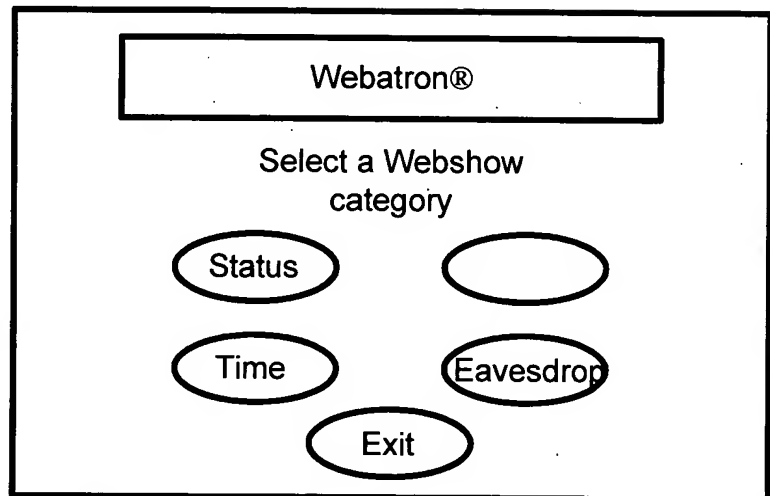 Webatron®
Select a Webshow
category
Status
Time
Eavesdrop
Exit